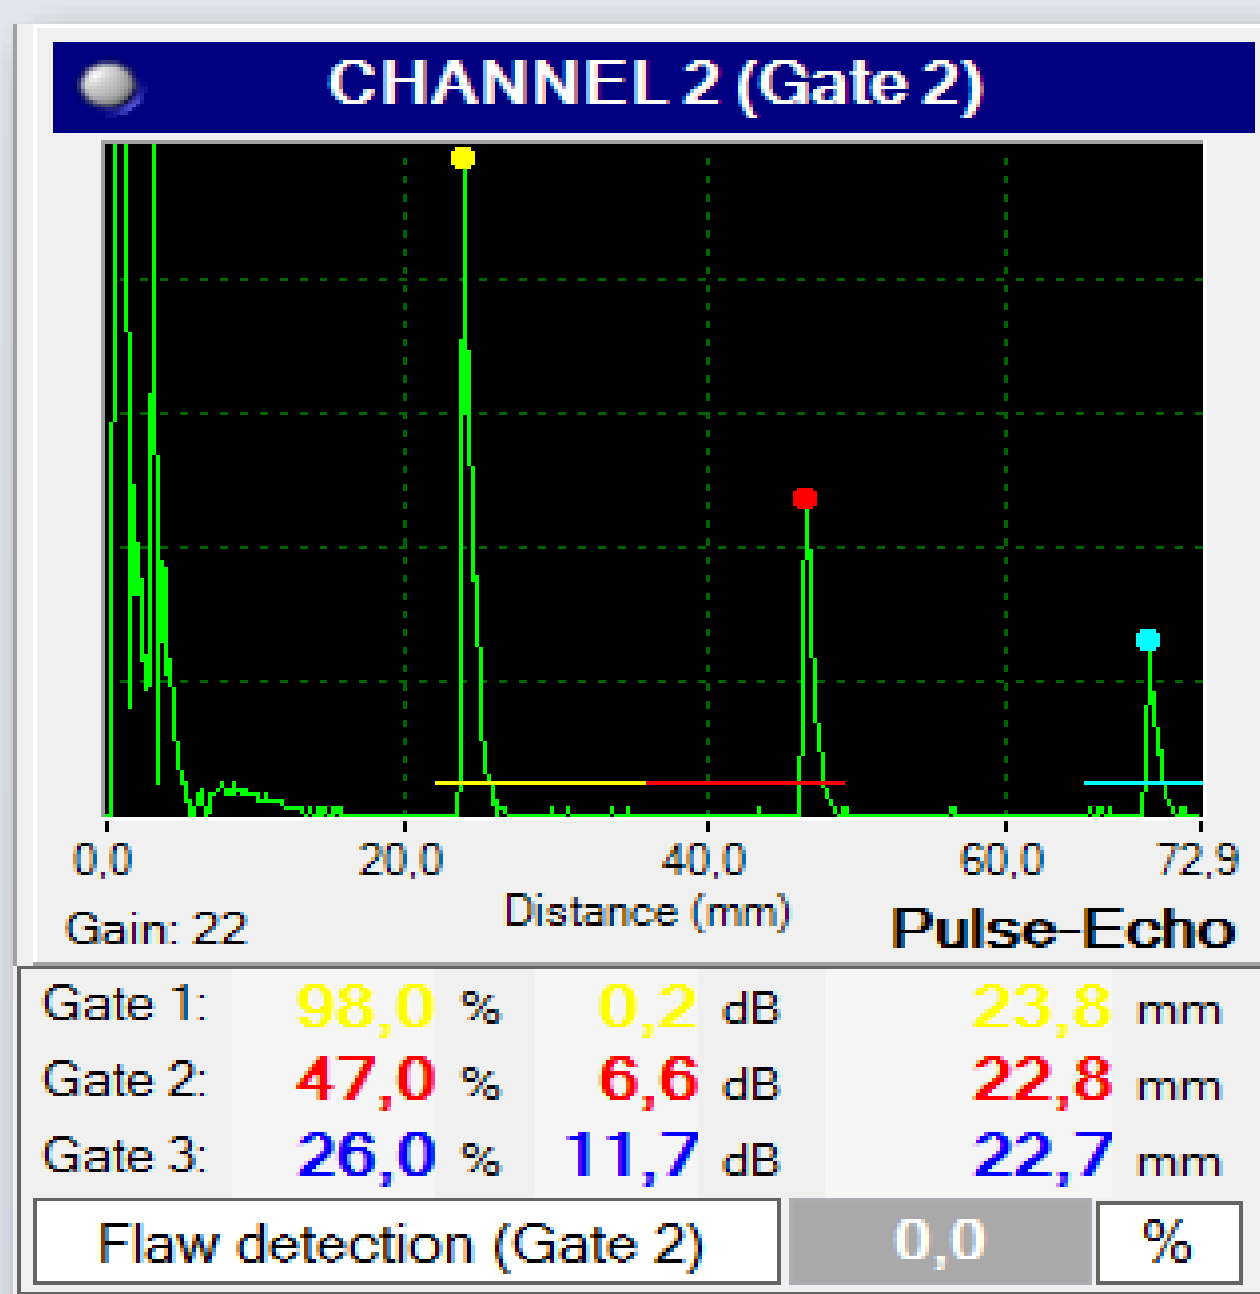 CHANNEL 2 (Gate 2)
0,0 20,0 40,0 60,0 72,9
Distance (mm)
Gain: 22 Pulse-Echo
Gate 1: 98,0 % 0,2 dB 23,8 mm
Gate 2: 47,0 % 6,6 dB 22,8 mm
Gate 3: 26,0 % 11,7 dB 22,7 mm
Flaw detection (Gate 2) 0,0 %